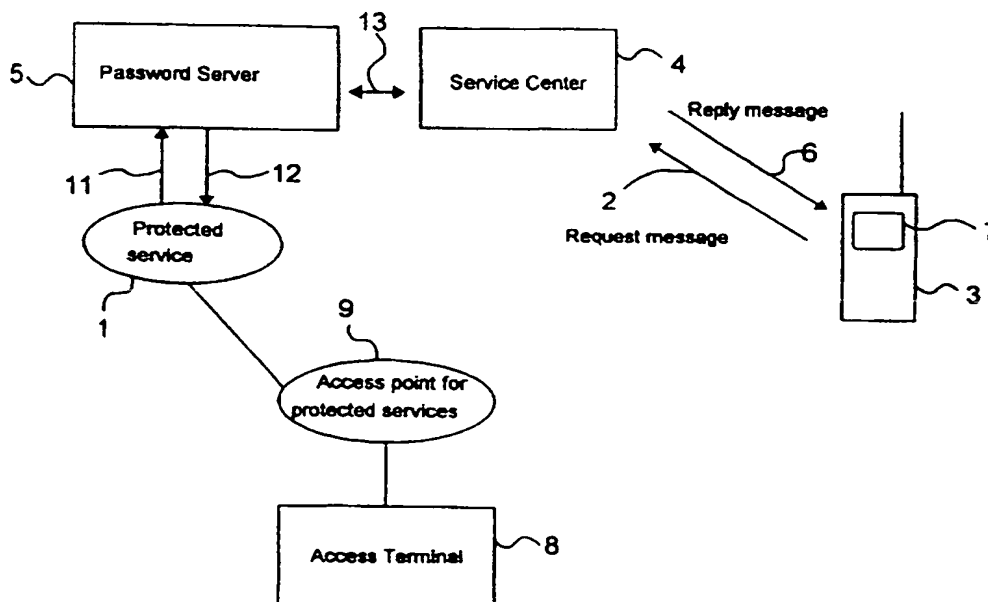 13
5
Password Server
Service Center
4
Reply message
6
11
12
2
Request message
Protected
service
3
1
9
Access point for
protected services
Access Terminal
8